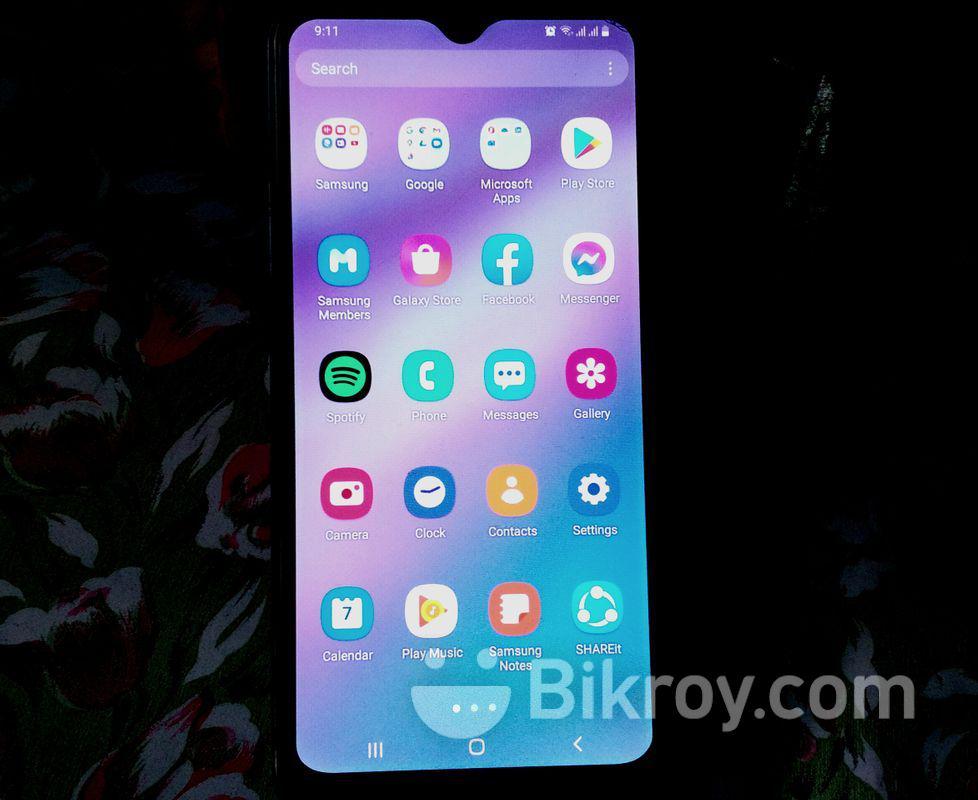 9:11
Search
Samsung
Google
Microsoft
Apps
Play Store
Samsung
Members
Galaxy Store
Facebook
Messenger
Spotify
Phone
Messages
Gallery
Camera
Clock
Contacts
Settings
7
Calendar
Play Music
Samsung
Notes
SHAREit
Bikroy.com